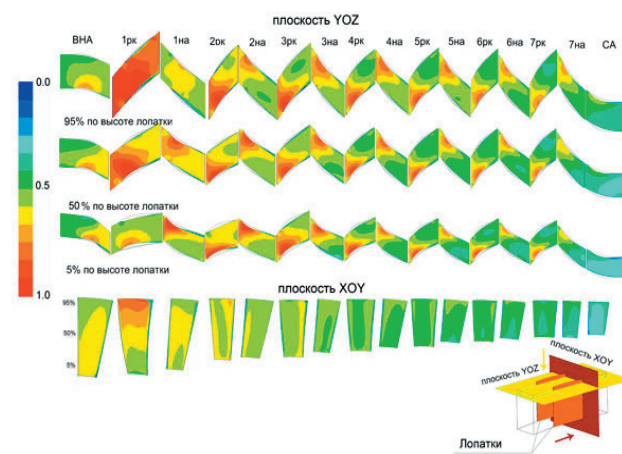 плоскость YOZ
ВНА 1рк 1на 2рк 2на 3рк 3на 4рк 4на 5рк 5на 6рк 6на 7рк 7на СА
0.0
95% по высоте лопатки
0.5
50% по высоте лопатки
5% по высоте лопатки
1.0
плоскость XOY
95%
90%
5%
плоскость XOY
плоскость YOZ
Лопатки